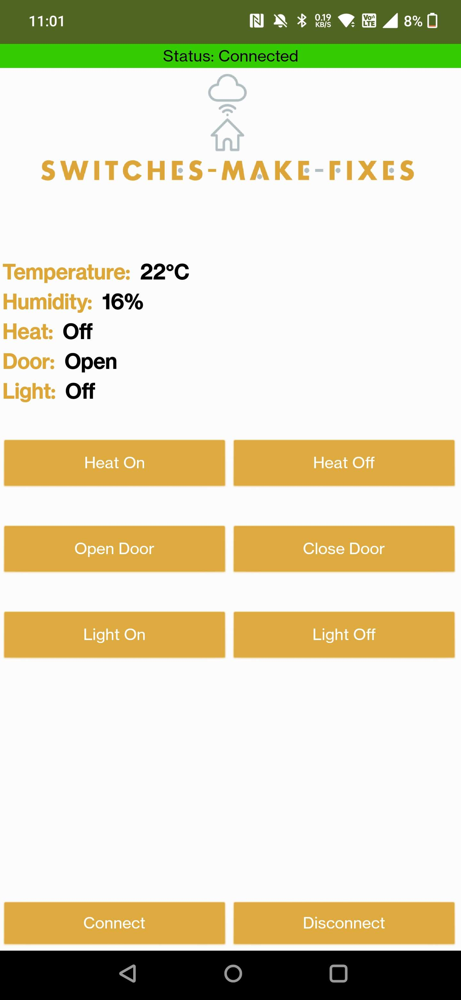 11:01 0.19 KB/S Vo)) LTE 8%
Status: Connected
SWITCHES-MAKE-FIXES
Temperature: 22°C
Humidity: 16%
Heat: Off
Door: Open
Light: Off
Heat On Heat Off
Open Door Close Door
Light On Light Off
Connect Disconnect